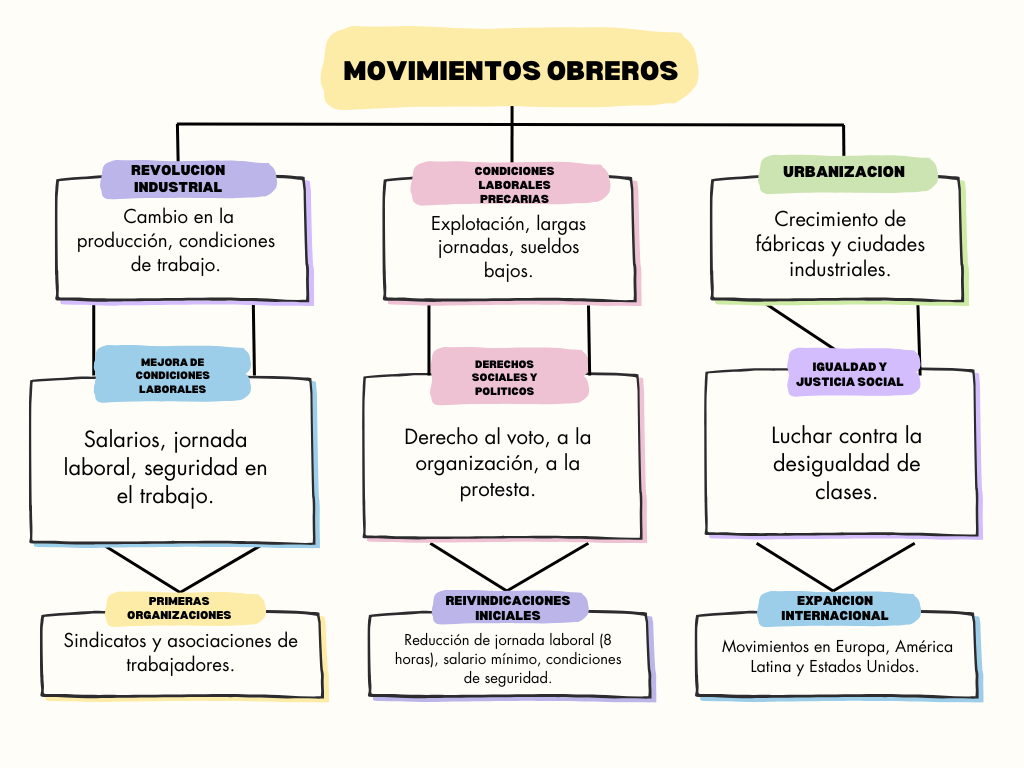 MOVIMIENTOS OBREROS
REVOLUCION
INDUSTRIAL
Cambio en la
producción, condiciones
de trabajo.
CONDICIONES
LABORALES
PRECARIAS
Explotación, largas
jornadas, sueldos
bajos.
URBANIZACION
Crecimiento de
fábricas y ciudades
industriales.
MEJORA DE
CONDICIONES
LABORALES
Salarios, jornada
laboral, seguridad en
el trabajo.
DERECHOS
SOCIALES Y
POLITICOS
Derecho al voto, a la
organización, a la
protesta.
IGUALDAD Y
JUSTICIA SOCIAL
Luchar contra la
desigualdad de
clases.
PRIMERAS
ORGANIZACIONES
Sindicatos y asociaciones de
trabajadores.
REIVINDICACIONES
INICIALES
Reducción de jornada laboral (8
horas), salario mínimo, condiciones
de seguridad.
EXPANCION
INTERNACIONAL
Movimientos en Europa, América
Latina y Estados Unidos.